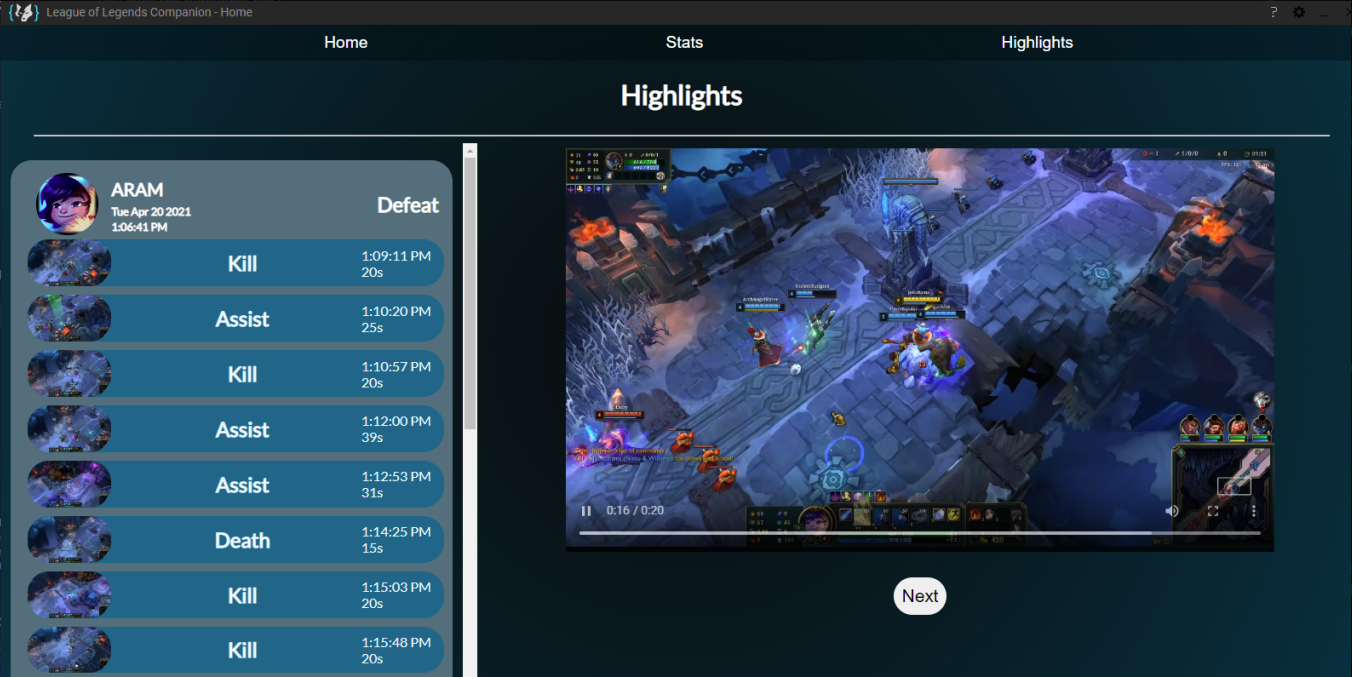 League of Legends Companion - Home
?
Home
Stats
Highlights
Highlights
ARAM
Tue Apr 20 2021
1:06:41 PM
Defeat
Kill
1:09:11 PM
20s
Assist
1:10:20 PM
25s
Kill
1:10:57 PM
20s
Assist
1:12:00 PM
39s
Assist
1:12:53 PM
31s
Death
1:14:25 PM
15s
Kill
1:15:03 PM
20s
Kill
1:15:48 PM
20s
0:16 / 0:20
Next